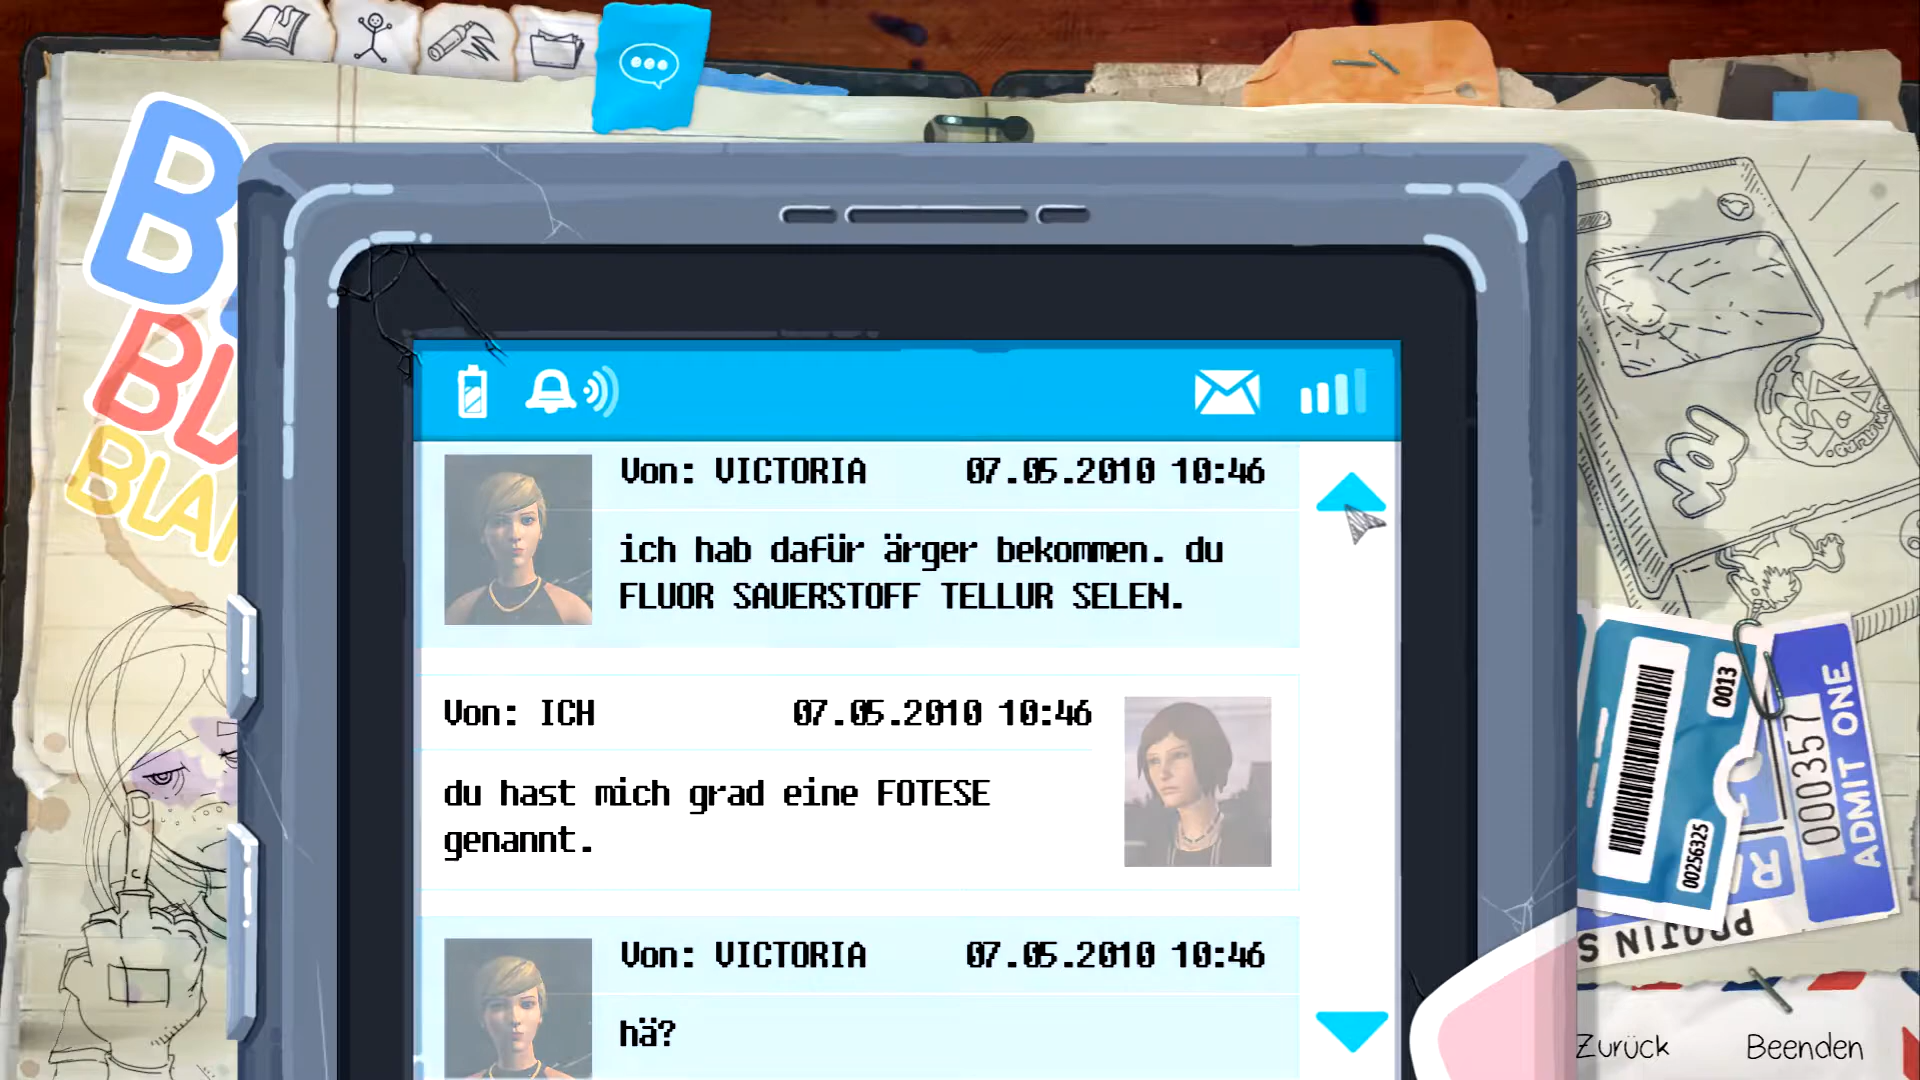 Von: VICTORIA 07.05.2010 10:46
ich hab dafür ärger bekommen. du
FLUOR SAUERSTOFF TELLUR SELEN.
Von: ICH 07.05.2010 10:46
du hast mich grad eine FOTESE
genannt.
Von: VICTORIA 07.05.2010 10:46
hä?
0013
00256325
000357
ADMIT ONE
Zurück Beenden